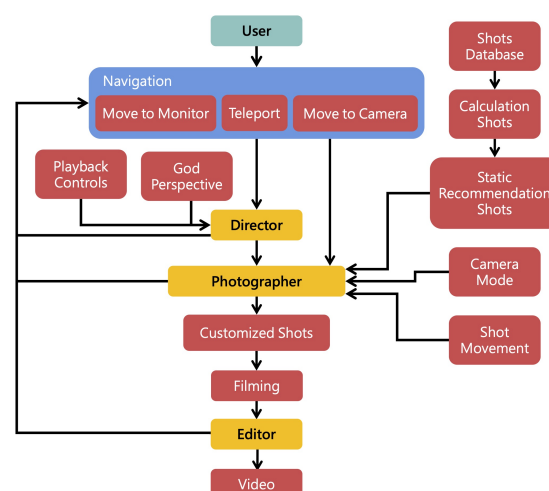 User
Navigation
Move to Monitor
Teleport
Move to Camera
Shots
Database
Calculation
Shots
Static
Recommendation
Shots
Playback
Controls
God
Perspective
Director
Photographer
Camera
Mode
Customized Shots
Shot
Movement
Filming
Editor
Video